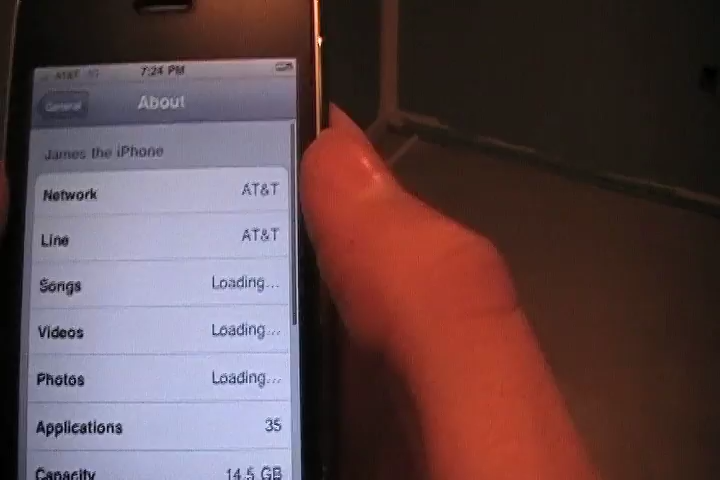 AT&T 3G 7:24 PM
General About
James the iPhone
Network AT&T
Line AT&T
Songs Loading...
Videos Loading...
Photos Loading...
Applications 35
Capacity 14.5 GB